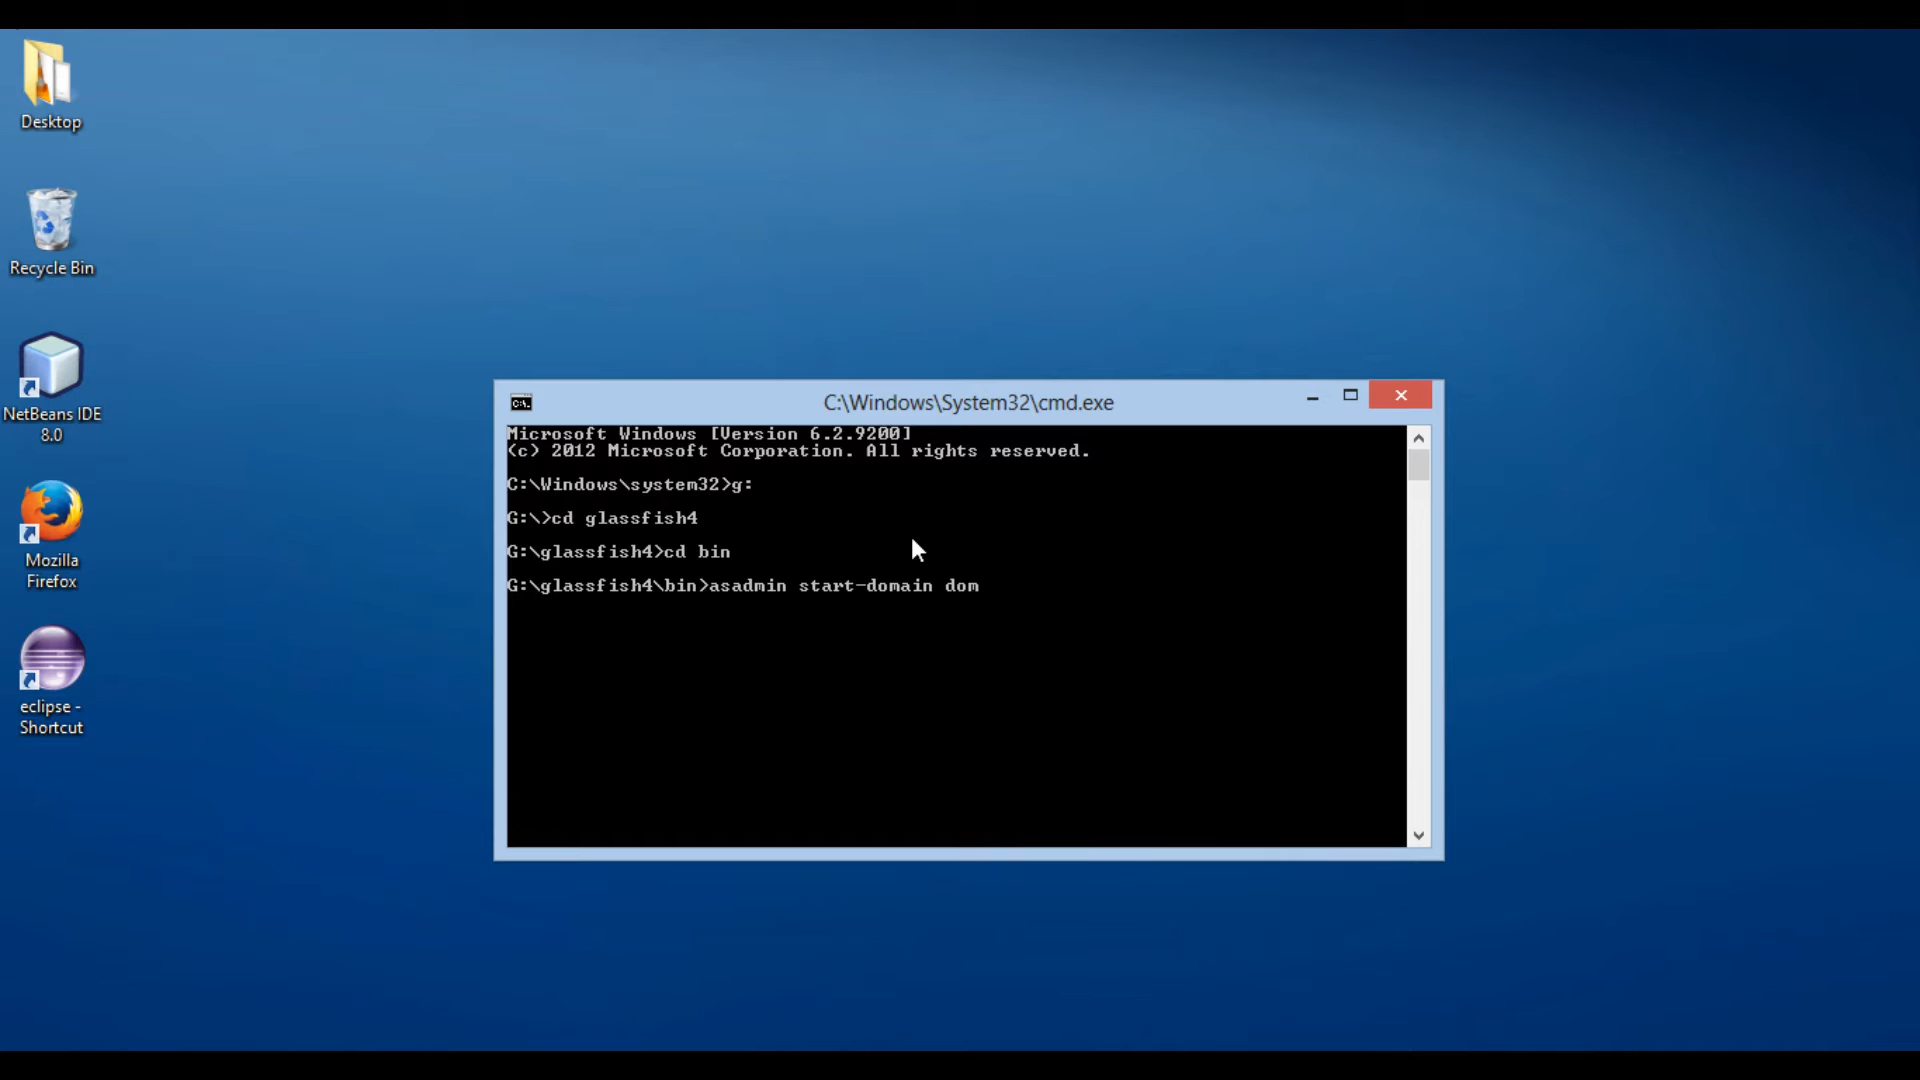 Desktop
Recycle Bin
NetBeans IDE
8.0
Mozilla
Firefox
eclipse -
Shortcut
C:\Windows\System32\cmd.exe
Microsoft Windows [Version 6.2.9200]
(c) 2012 Microsoft Corporation. All rights reserved.
C:\Windows\system32>g:
G:\>cd glassfish4
G:\glassfish4>cd bin
G:\glassfish4\bin>asadmin start-domain dom